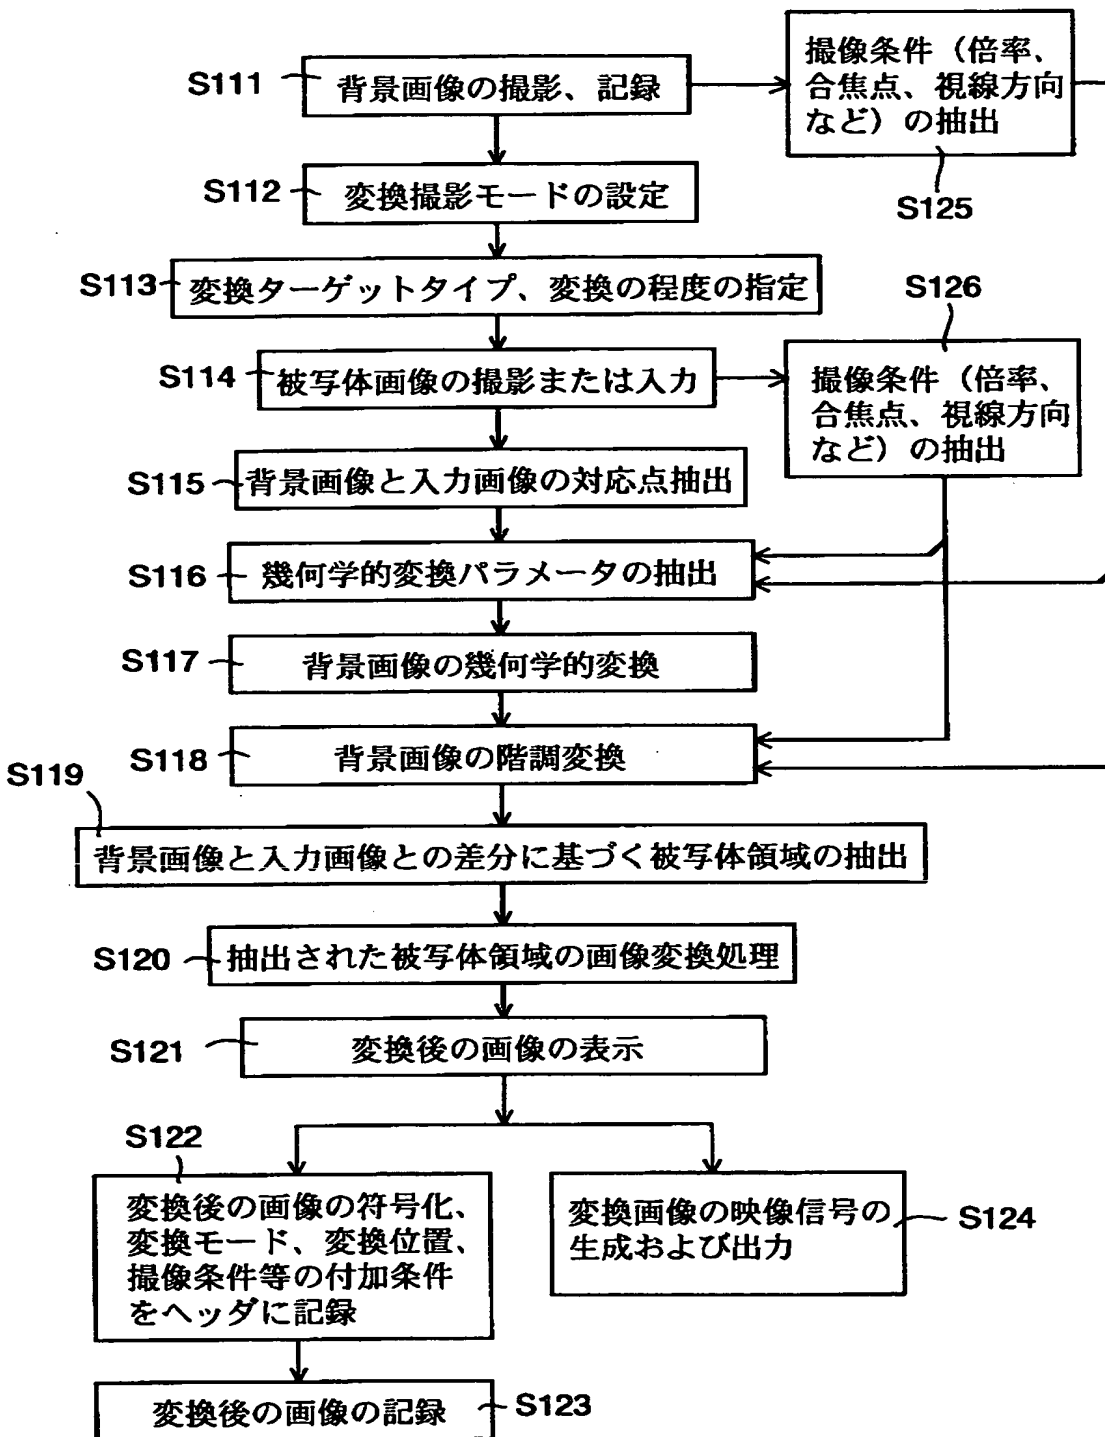 S111
背景画像の撮影、記録
撮像条件（倍率、
合焦点、視線方向
など）の抽出
S125
S112
変換撮影モードの設定
S113
変換ターゲットタイプ、変換の程度の指定
S126
S114
被写体画像の撮影または入力
撮像条件（倍率、
合焦点、視線方向
など）の抽出
S115
背景画像と入力画像の対応点抽出
S116
幾何学的変換パラメータの抽出
S117
背景画像の幾何学的変換
S118
背景画像の階調変換
S119
背景画像と入力画像との差分に基づく被写体領域の抽出
S120
抽出された被写体領域の画像変換処理
S121
変換後の画像の表示
S122
変換後の画像の符号化、
変換モード、変換位置、
撮像条件等の付加条件
をヘッダに記録
変換画像の映像信号の
生成および出力
S124
変換後の画像の記録
S123